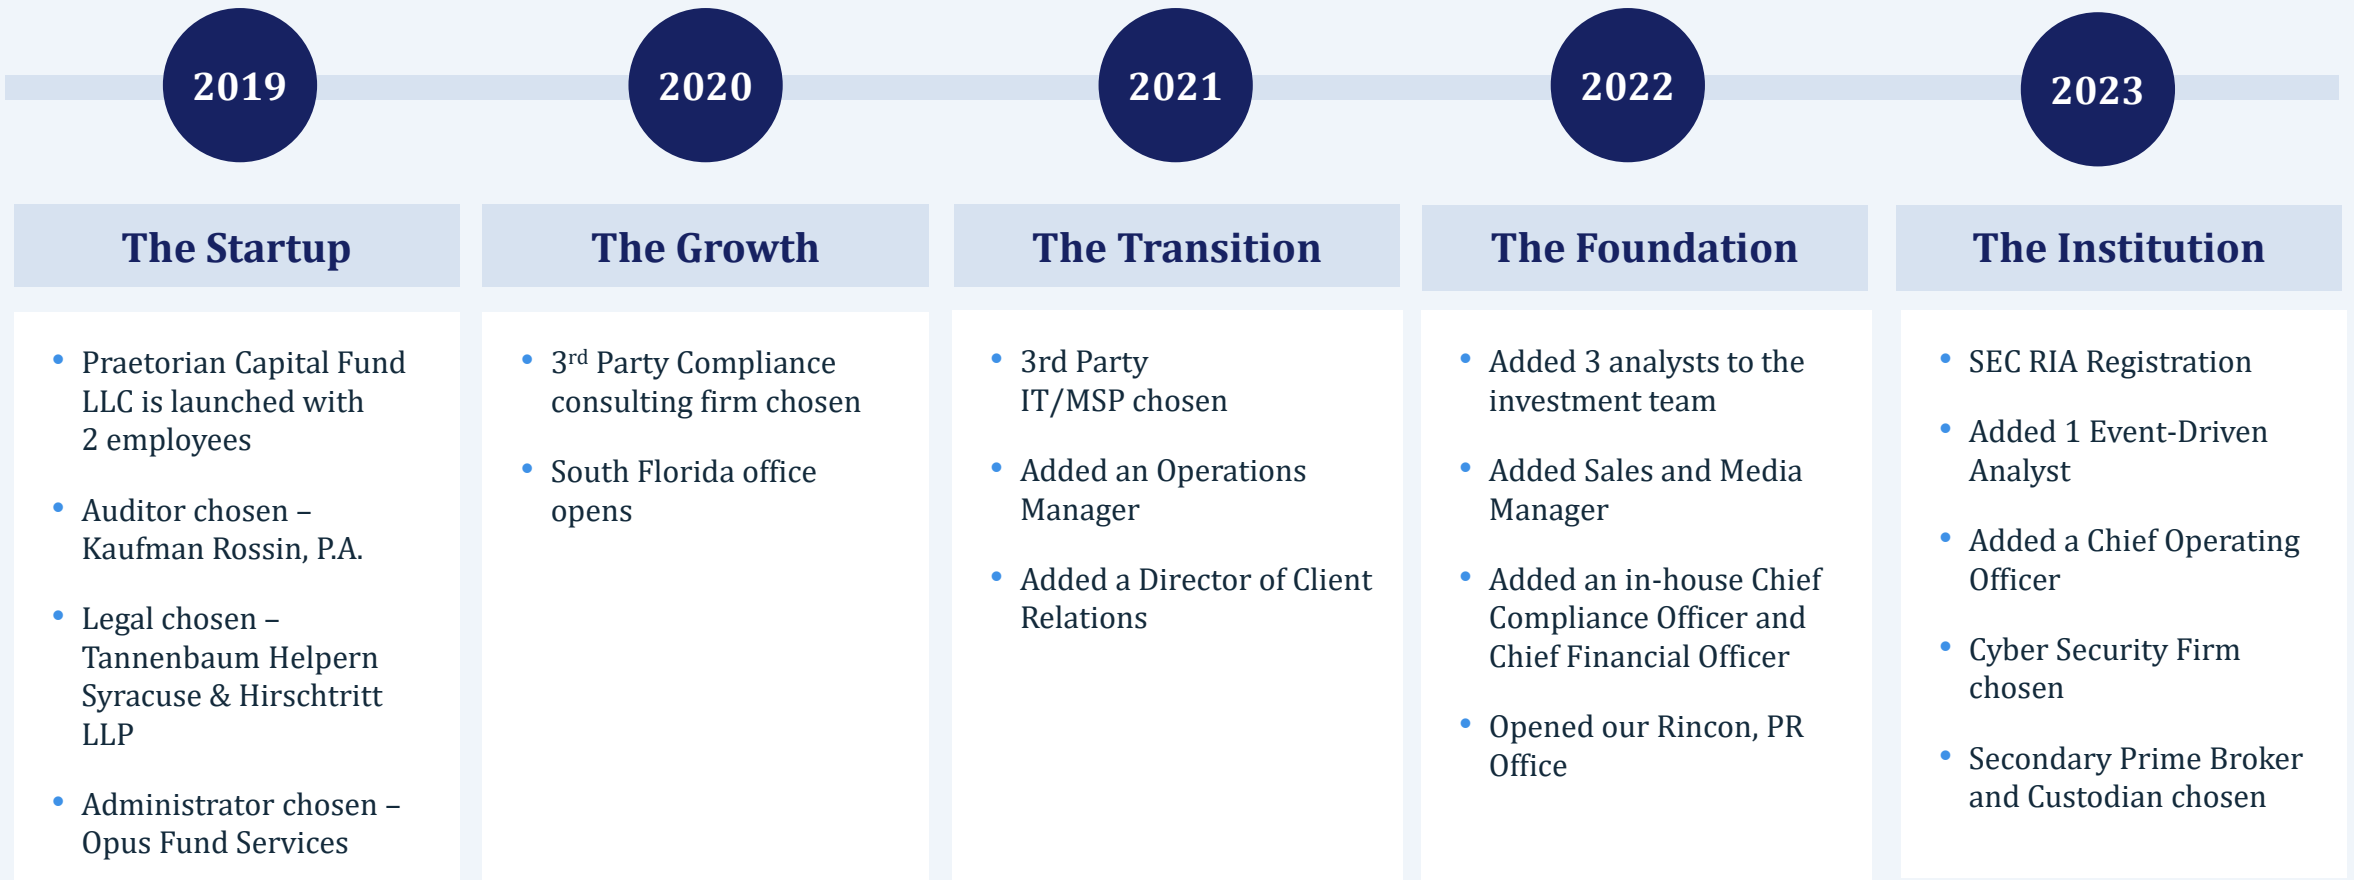 2019
2020
2021
2022
2023
The Startup
The Growth
The Transition
The Foundation
The Institution
• Praetorian Capital Fund
LLC is launched with
2 employees
• Auditor chosen –
Kaufman Rossin, P.A.
• Legal chosen –
Tannenbaum Helpern
Syracuse & Hirschtritt
LLP
• Administrator chosen –
Opus Fund Services
• 3rd Party Compliance
consulting firm chosen
• South Florida office
opens
• 3rd Party
IT/MSP chosen
• Added an Operations
Manager
• Added a Director of Client
Relations
• Added 3 analysts to the
investment team
• Added Sales and Media
Manager
• Added an in-house Chief
Compliance Officer and
Chief Financial Officer
• Opened our Rincon, PR
Office
• SEC RIA Registration
• Added 1 Event-Driven
Analyst
• Added a Chief Operating
Officer
• Cyber Security Firm
chosen
• Secondary Prime Broker
and Custodian chosen